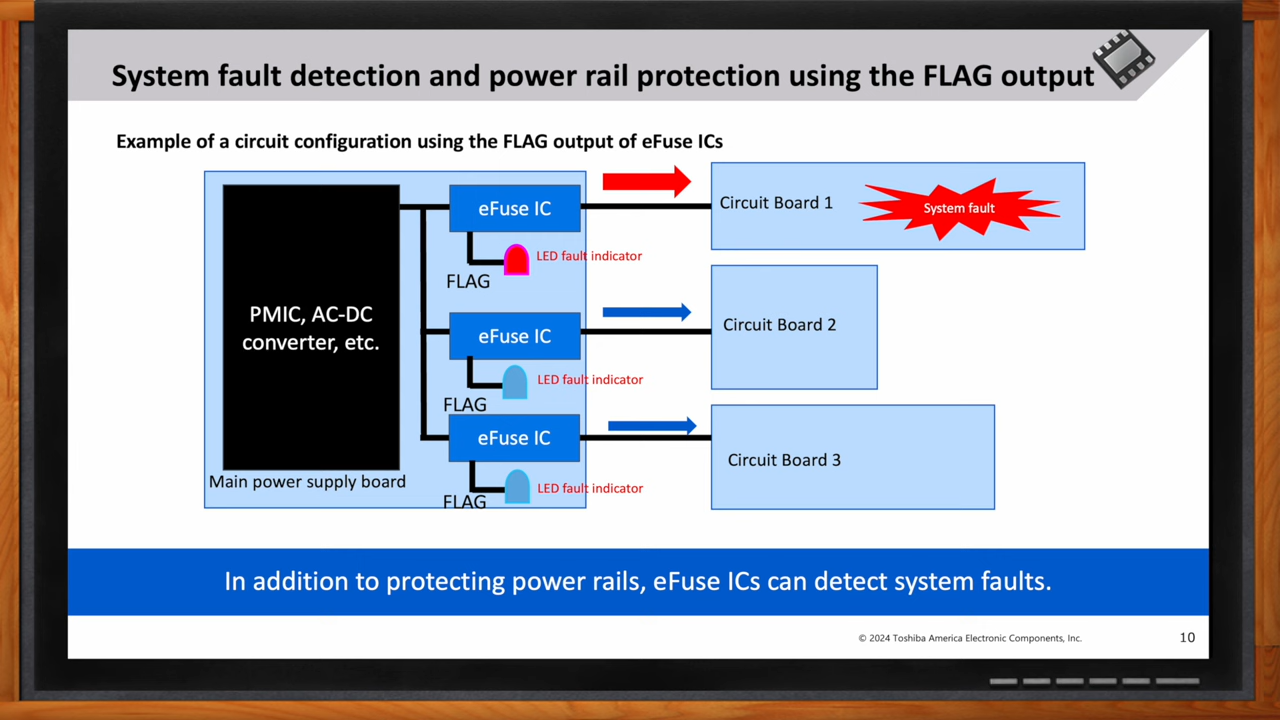 System fault detection and power rail protection using the FLAG output
Example of a circuit configuration using the FLAG output of eFuse ICs
PMIC, AC-DC
converter, etc.
Main power supply board
eFuse IC
LED fault indicator
FLAG
eFuse IC
LED fault indicator
FLAG
eFuse IC
LED fault indicator
FLAG
Circuit Board 1
System fault
Circuit Board 2
Circuit Board 3
In addition to protecting power rails, eFuse ICs can detect system faults.
© 2024 Toshiba America Electronic Components, Inc.
10